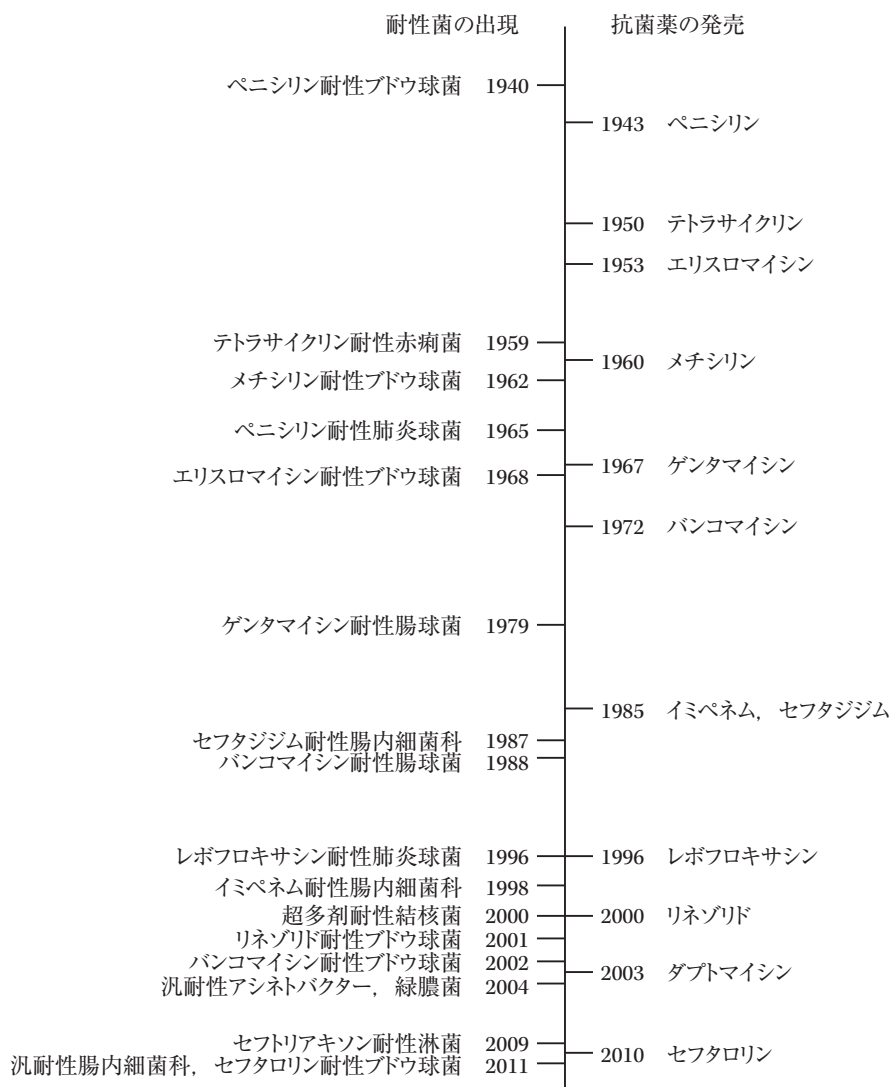 耐性菌の出現　抗菌薬の発売
ペニシリン耐性ブドウ球菌　1940
1943　ペニシリン
1950　テトラサイクリン
1953　エリスロマイシン
テトラサイクリン耐性赤痢菌　1959
1960　メチシリン
メチシリン耐性ブドウ球菌　1962
ペニシリン耐性肺炎球菌　1965
1967　ゲンタマイシン
エリスロマイシン耐性ブドウ球菌　1968
1972　バンコマイシン
ゲンタマイシン耐性腸球菌　1979
1985　イミペネム，セフタジジム
セフタジジム耐性腸内細菌科　1987
バンコマイシン耐性腸球菌　1988
レボフロキサシン耐性肺炎球菌　1996　1996　レボフロキサシン
イミペネム耐性腸内細菌科　1998
超多剤耐性結核菌　2000　2000　リネゾリド
リネゾリド耐性ブドウ球菌　2001
バンコマイシン耐性ブドウ球菌　2002
2003　ダプトマイシン
汎耐性アシネトバクター，緑膿菌　2004
セフトリアキソン耐性淋菌　2009
2010　セフタロリン
汎耐性腸内細菌科，セフタロリン耐性ブドウ球菌　2011